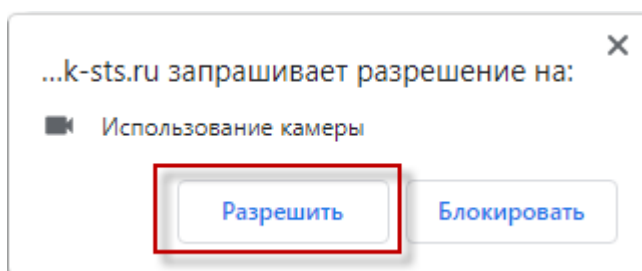 ...k-sts.ru запрашивает разрешение на:
Использование камеры
Разрешить Блокировать